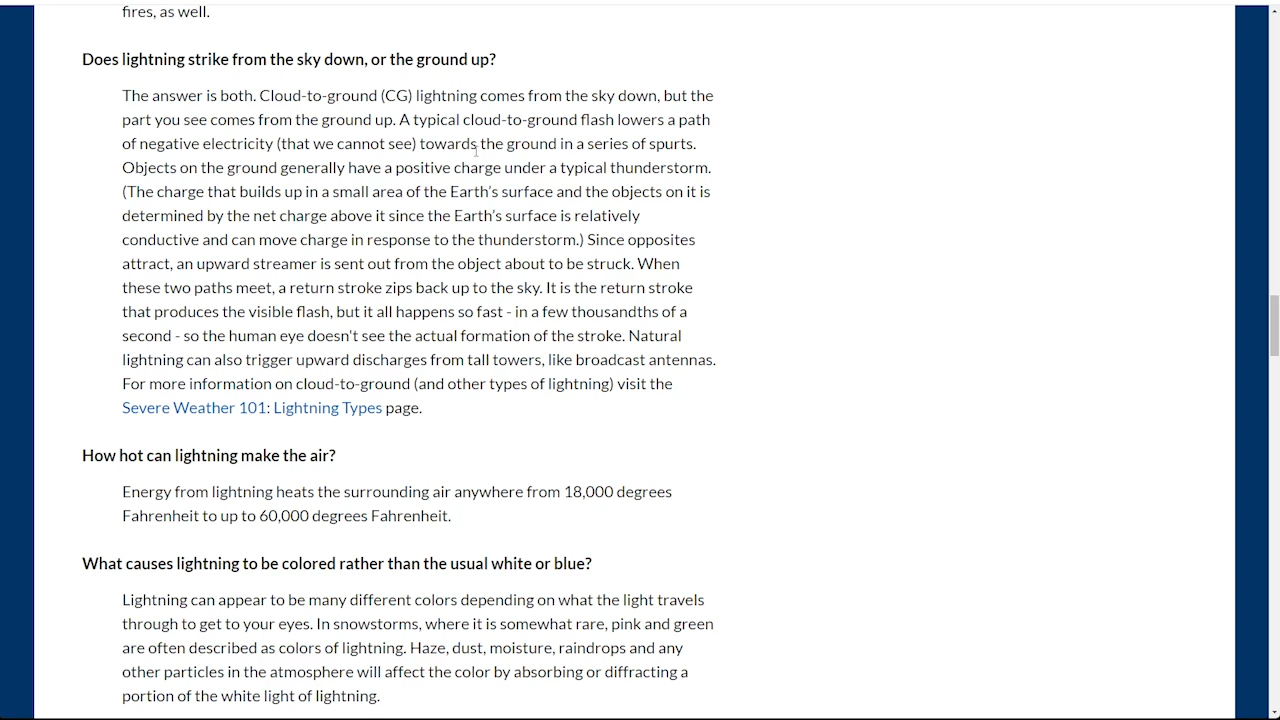 fires, as well.
Does lightning strike from the sky down, or the ground up?
The answer is both. Cloud-to-ground (CG) lightning comes from the sky down, but the
part you see comes from the ground up. A typical cloud-to-ground flash lowers a path
of negative electricity (that we cannot see) towards the ground in a series of spurts.
Objects on the ground generally have a positive charge under a typical thunderstorm.
(The charge that builds up in a small area of the Earth's surface and the objects on it is
determined by the net charge above it since the Earth's surface is relatively
conductive and can move charge in response to the thunderstorm.) Since opposites
attract, an upward streamer is sent out from the object about to be struck. When
these two paths meet, a return stroke zips back up to the sky. It is the return stroke
that produces the visible flash, but it all happens so fast - in a few thousandths of a
second - so the human eye doesn't see the actual formation of the stroke. Natural
lightning can also trigger upward discharges from tall towers, like broadcast antennas.
For more information on cloud-to-ground (and other types of lightning) visit the
Severe Weather 101: Lightning Types page.
How hot can lightning make the air?
Energy from lightning heats the surrounding air anywhere from 18,000 degrees
Fahrenheit to up to 60,000 degrees Fahrenheit.
What causes lightning to be colored rather than the usual white or blue?
Lightning can appear to be many different colors depending on what the light travels
through to get to your eyes. In snowstorms, where it is somewhat rare, pink and green
are often described as colors of lightning. Haze, dust, moisture, raindrops and any
other particles in the atmosphere will affect the color by absorbing or diffracting a
portion of the white light of lightning.